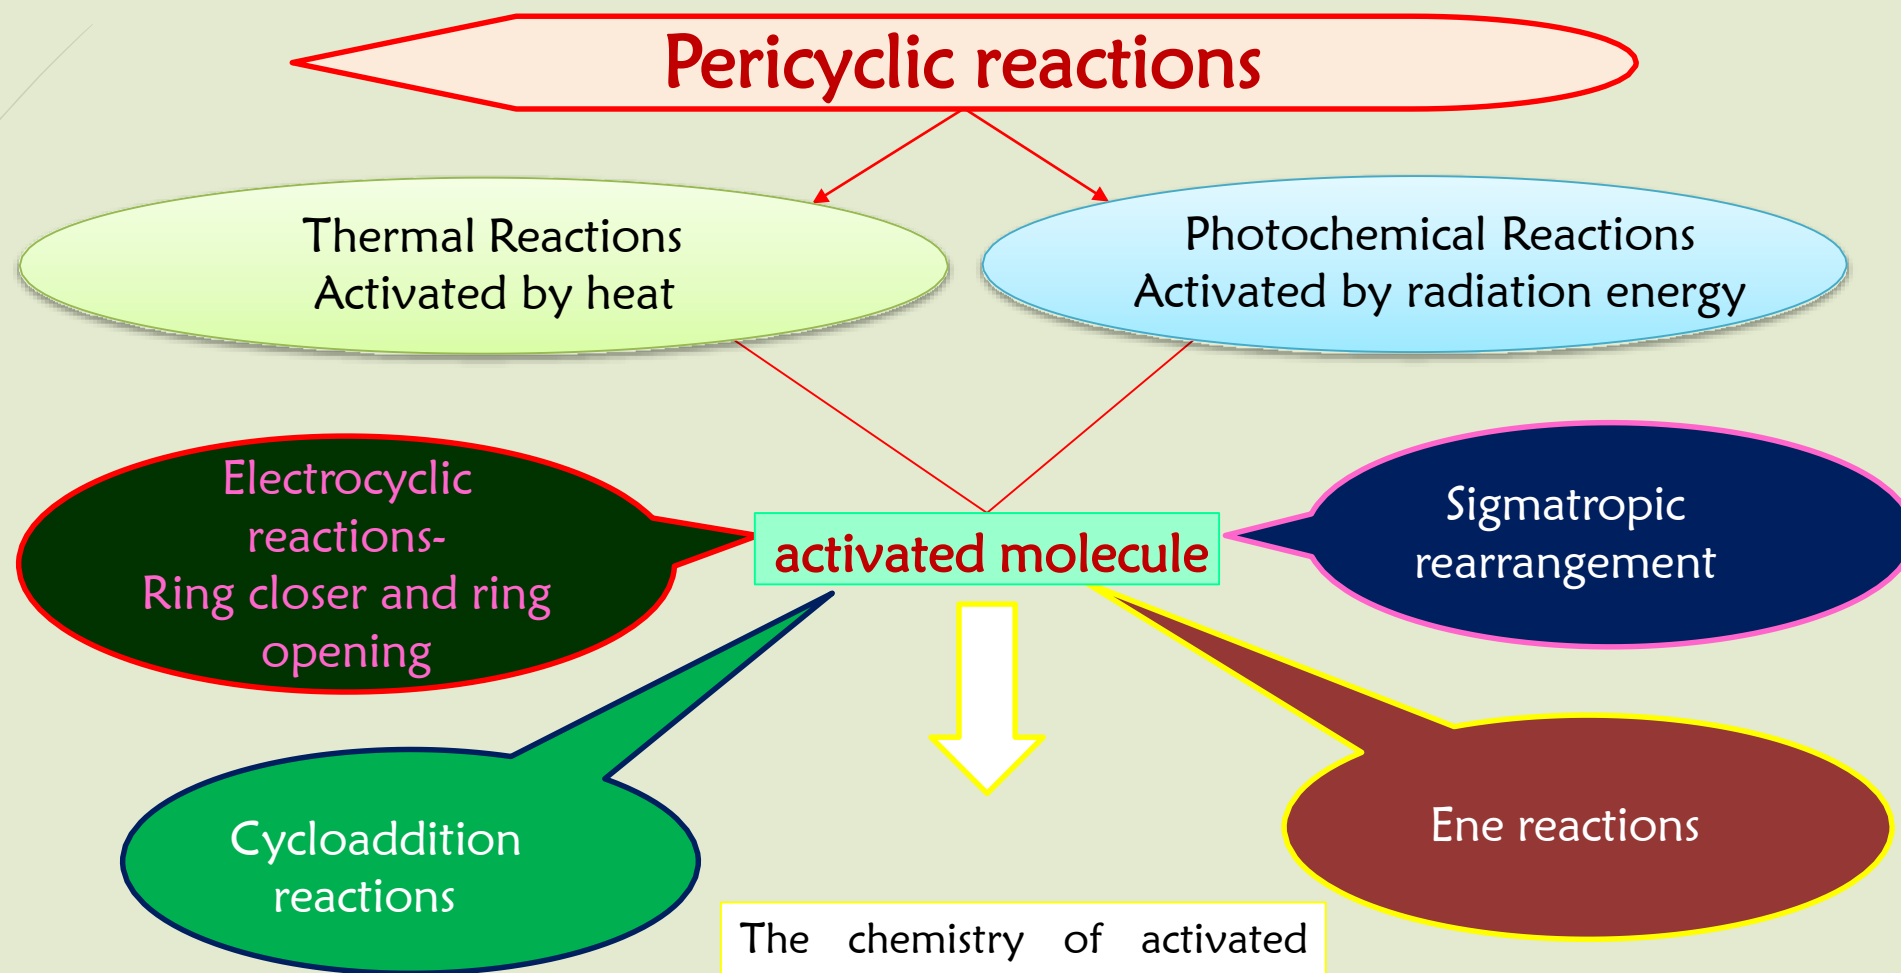 Pericyclic reactions
Thermal Reactions
Activated by heat
Photochemical Reactions
Activated by radiation energy
Electrocyclic
reactions-
Ring closer and ring
opening
activated molecule
Sigmatropic
rearrangement
Cycloaddition
reactions
Ene reactions
The chemistry of activated